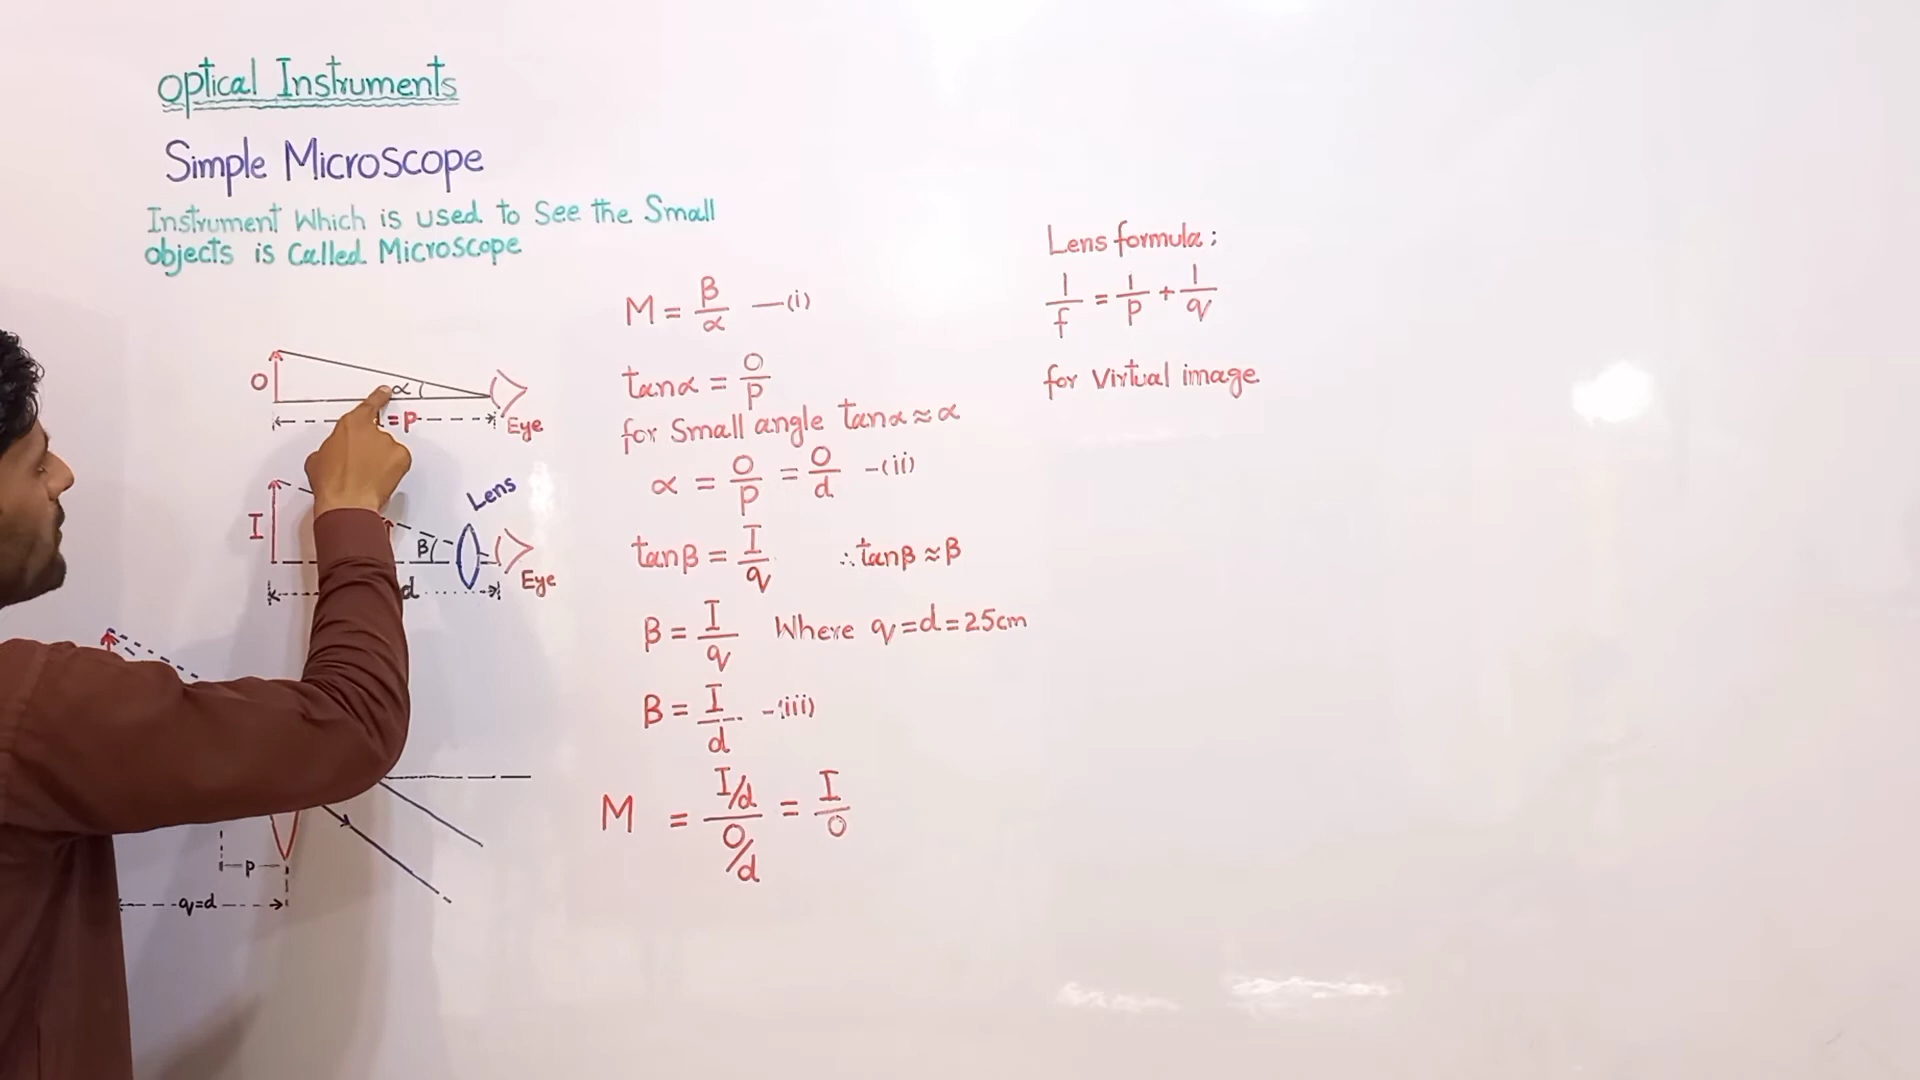 Optical Instruments
Simple Microscope
Instrument Which is used to See the Small
objects is Called Microscope
O
α
=p
Eye
Lens
I
β
Eye
d
p
q=d
M = β/α —(i)
tanα = O/p
for Small angle tanα ≈ α
α = O/p = O/d -(ii)
tanβ = I/q ∴ tanβ ≈ β
β = I/q Where q=d=25cm
β = I/d -(iii)
M = (I/d)/(O/d) = I/O
Lens formula:
1/f = 1/p + 1/q
for Virtual image